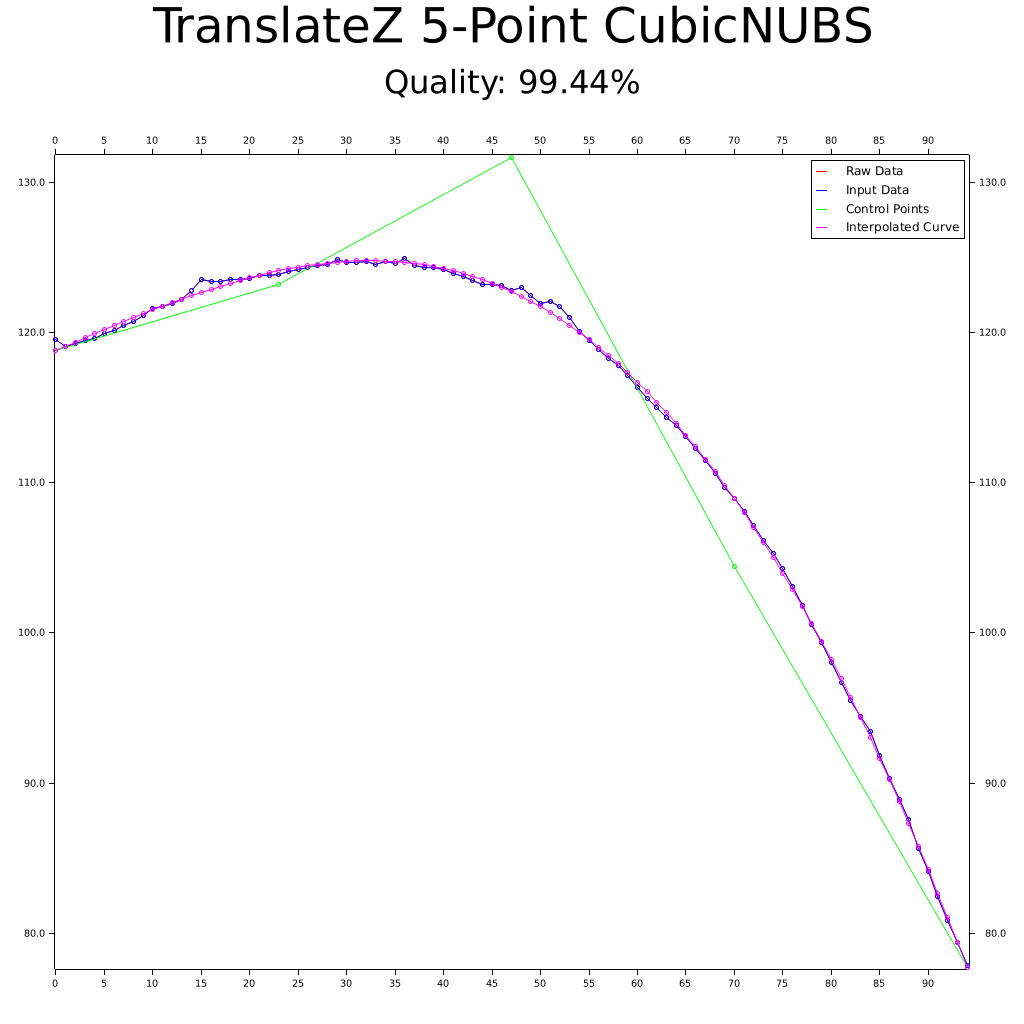 TranslateZ 5-Point CubicNUBS
Quality: 99.44%
0 5 10 15 20 25 30 35 40 45 50 55 60 65 70 75 80 85 90
130.0 130.0
Raw Data
Input Data
Control Points
Interpolated Curve
120.0 120.0
110.0 110.0
100.0 100.0
90.0 90.0
80.0 80.0
0 5 10 15 20 25 30 35 40 45 50 55 60 65 70 75 80 85 90